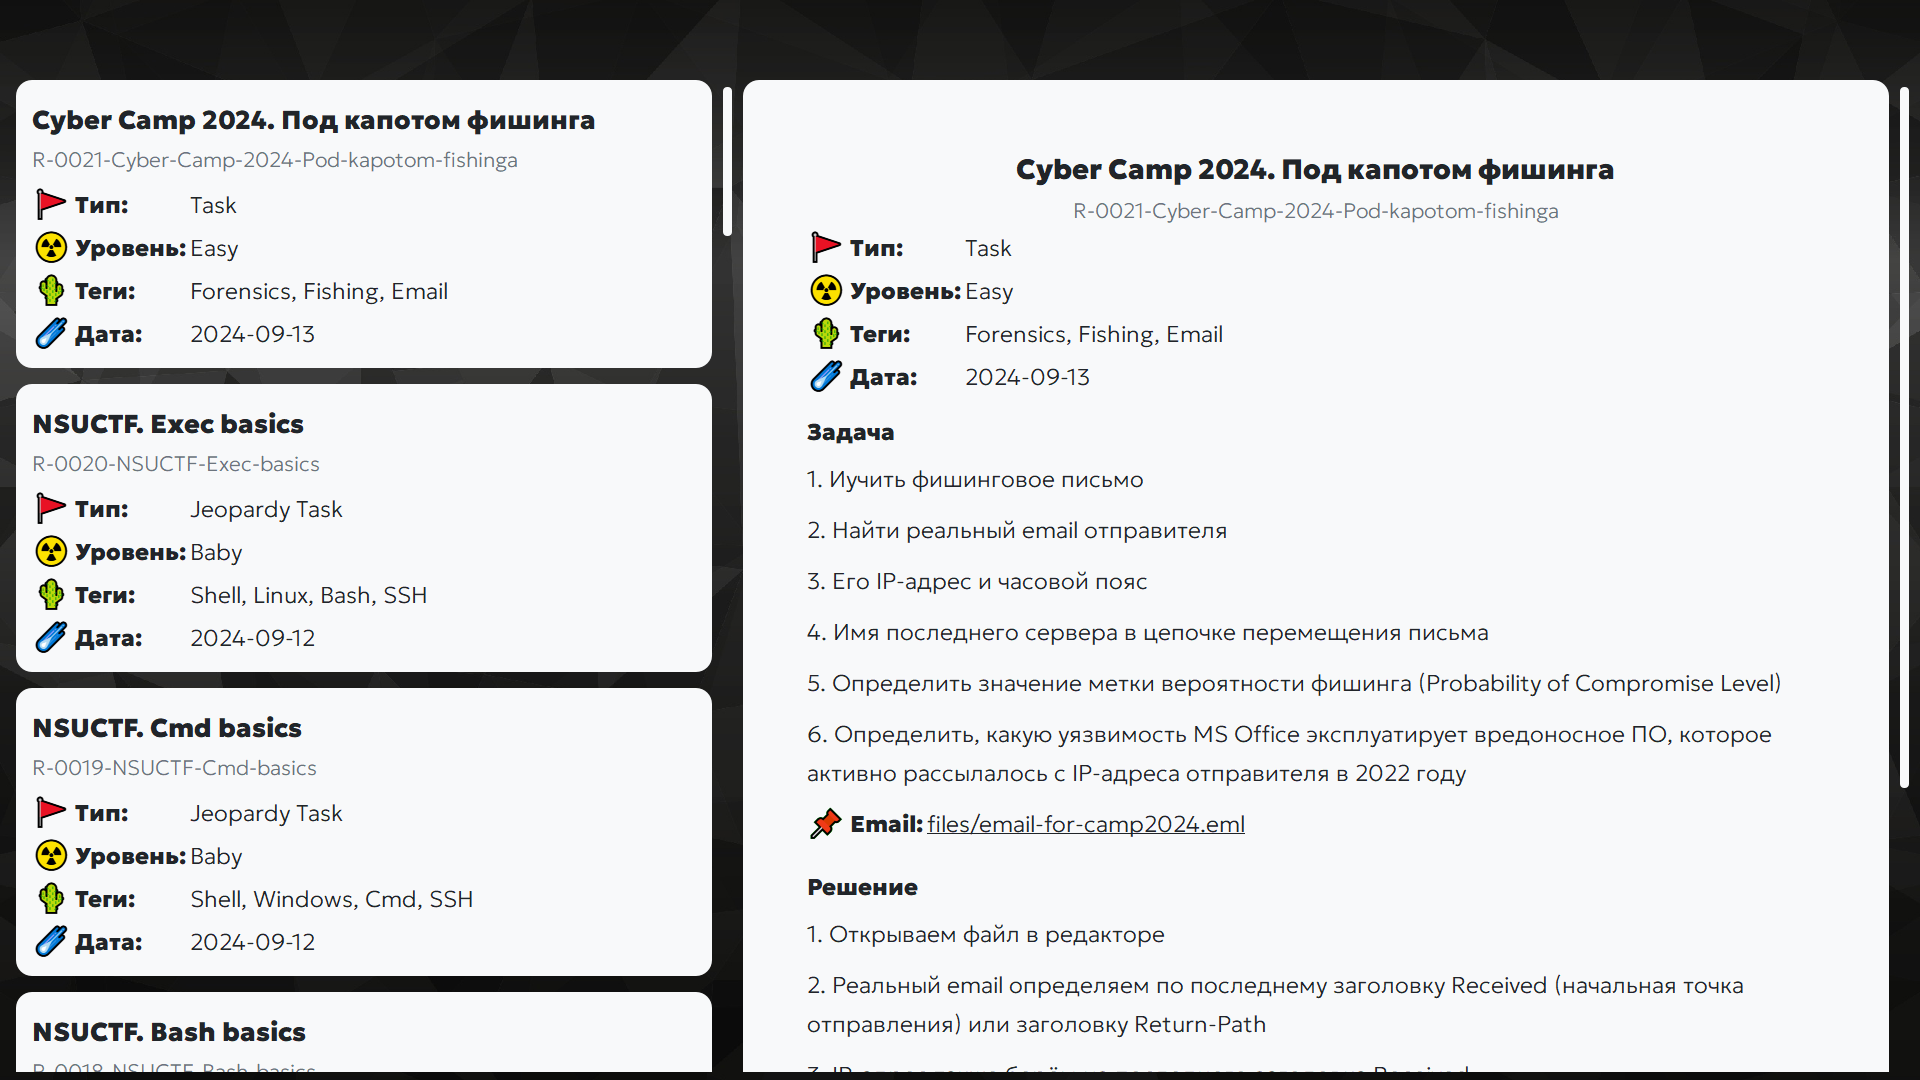 Cyber Camp 2024. Под капотом фишинга
R-0021-Cyber-Camp-2024-Pod-kapotom-fishinga
Тип: Task
Уровень: Easy
Теги: Forensics, Fishing, Email
Дата: 2024-09-13
NSUCTF. Exec basics
R-0020-NSUCTF-Exec-basics
Тип: Jeopardy Task
Уровень: Baby
Теги: Shell, Linux, Bash, SSH
Дата: 2024-09-12
NSUCTF. Cmd basics
R-0019-NSUCTF-Cmd-basics
Тип: Jeopardy Task
Уровень: Baby
Теги: Shell, Windows, Cmd, SSH
Дата: 2024-09-12
NSUCTF. Bash basics
R-0018-NSUCTF-Bash-basics
Cyber Camp 2024. Под капотом фишинга
R-0021-Cyber-Camp-2024-Pod-kapotom-fishinga
Тип: Task
Уровень: Easy
Теги: Forensics, Fishing, Email
Дата: 2024-09-13
Задача
1. Иучить фишинговое письмо
2. Найти реальный email отправителя
3. Его IP-адрес и часовой пояс
4. Имя последнего сервера в цепочке перемещения письма
5. Определить значение метки вероятности фишинга (Probability of Compromise Level)
6. Определить, какую уязвимость MS Office эксплуатирует вредоносное ПО, которое
активно рассылалось с IP-адреса отправителя в 2022 году
Email: files/email-for-camp2024.eml
Решение
1. Открываем файл в редакторе
2. Реальный email определяем по последнему заголовку Received (начальная точка
отправления) или заголовку Return-Path